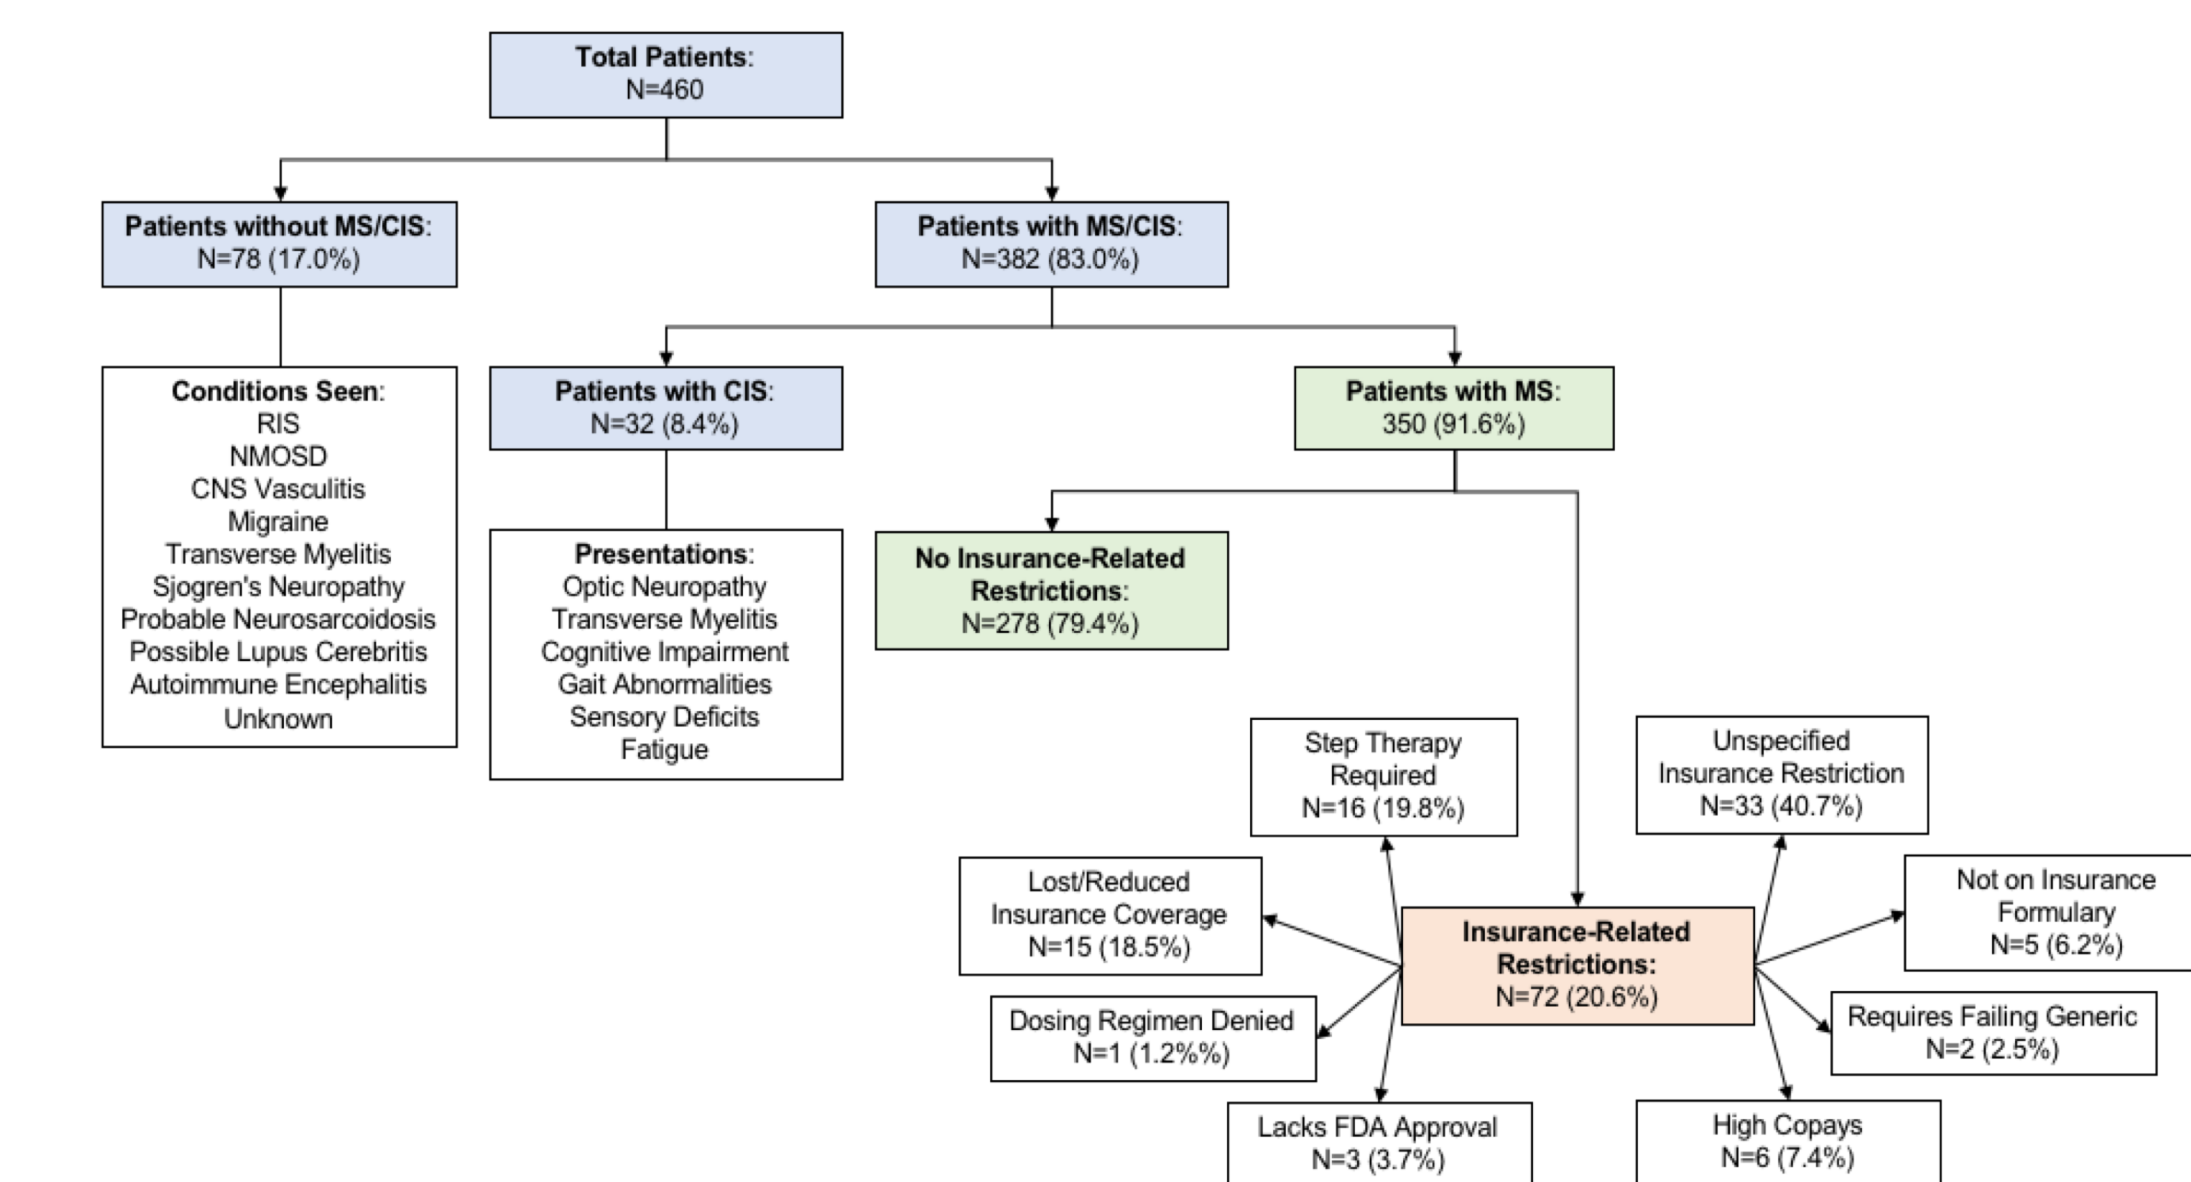 Total Patients:
N=460
Patients without MS/CIS:
N=78 (17.0%)
Patients with MS/CIS:
N=382 (83.0%)
Conditions Seen:
RIS
NMOSD
CNS Vasculitis
Migraine
Transverse Myelitis
Sjogren's Neuropathy
Probable Neurosarcoidosis
Possible Lupus Cerebritis
Autoimmune Encephalitis
Unknown
Patients with CIS:
N=32 (8.4%)
Presentations:
Optic Neuropathy
Transverse Myelitis
Cognitive Impairment
Gait Abnormalities
Sensory Deficits
Fatigue
Patients with MS:
350 (91.6%)
No Insurance-Related
Restrictions:
N=278 (79.4%)
Step Therapy
Required
N=16 (19.8%)
Unspecified
Insurance Restriction
N=33 (40.7%)
Lost/Reduced
Insurance Coverage
N=15 (18.5%)
Insurance-Related
Restrictions:
N=72 (20.6%)
Not on Insurance
Formulary
N=5 (6.2%)
Dosing Regimen Denied
N=1 (1.2%%)
Requires Failing Generic
N=2 (2.5%)
Lacks FDA Approval
N=3 (3.7%)
High Copays
N=6 (7.4%)